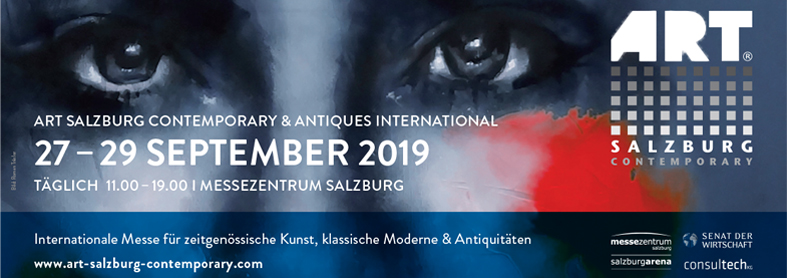 ART®
SALZBURG
CONTEMPORARY
ART SALZBURG CONTEMPORARY & ANTIQUES INTERNATIONAL
27 – 29 SEPTEMBER 2019
TÄGLICH 11.00 – 19.00 I MESSEZENTRUM SALZBURG
Internationale Messe für zeitgenössische Kunst, klassische Moderne & Antiquitäten
www.art-salzburg-contemporary.com
messezentrum
salzburg
salzburgarena
SENAT DER
WIRTSCHAFT
consultech